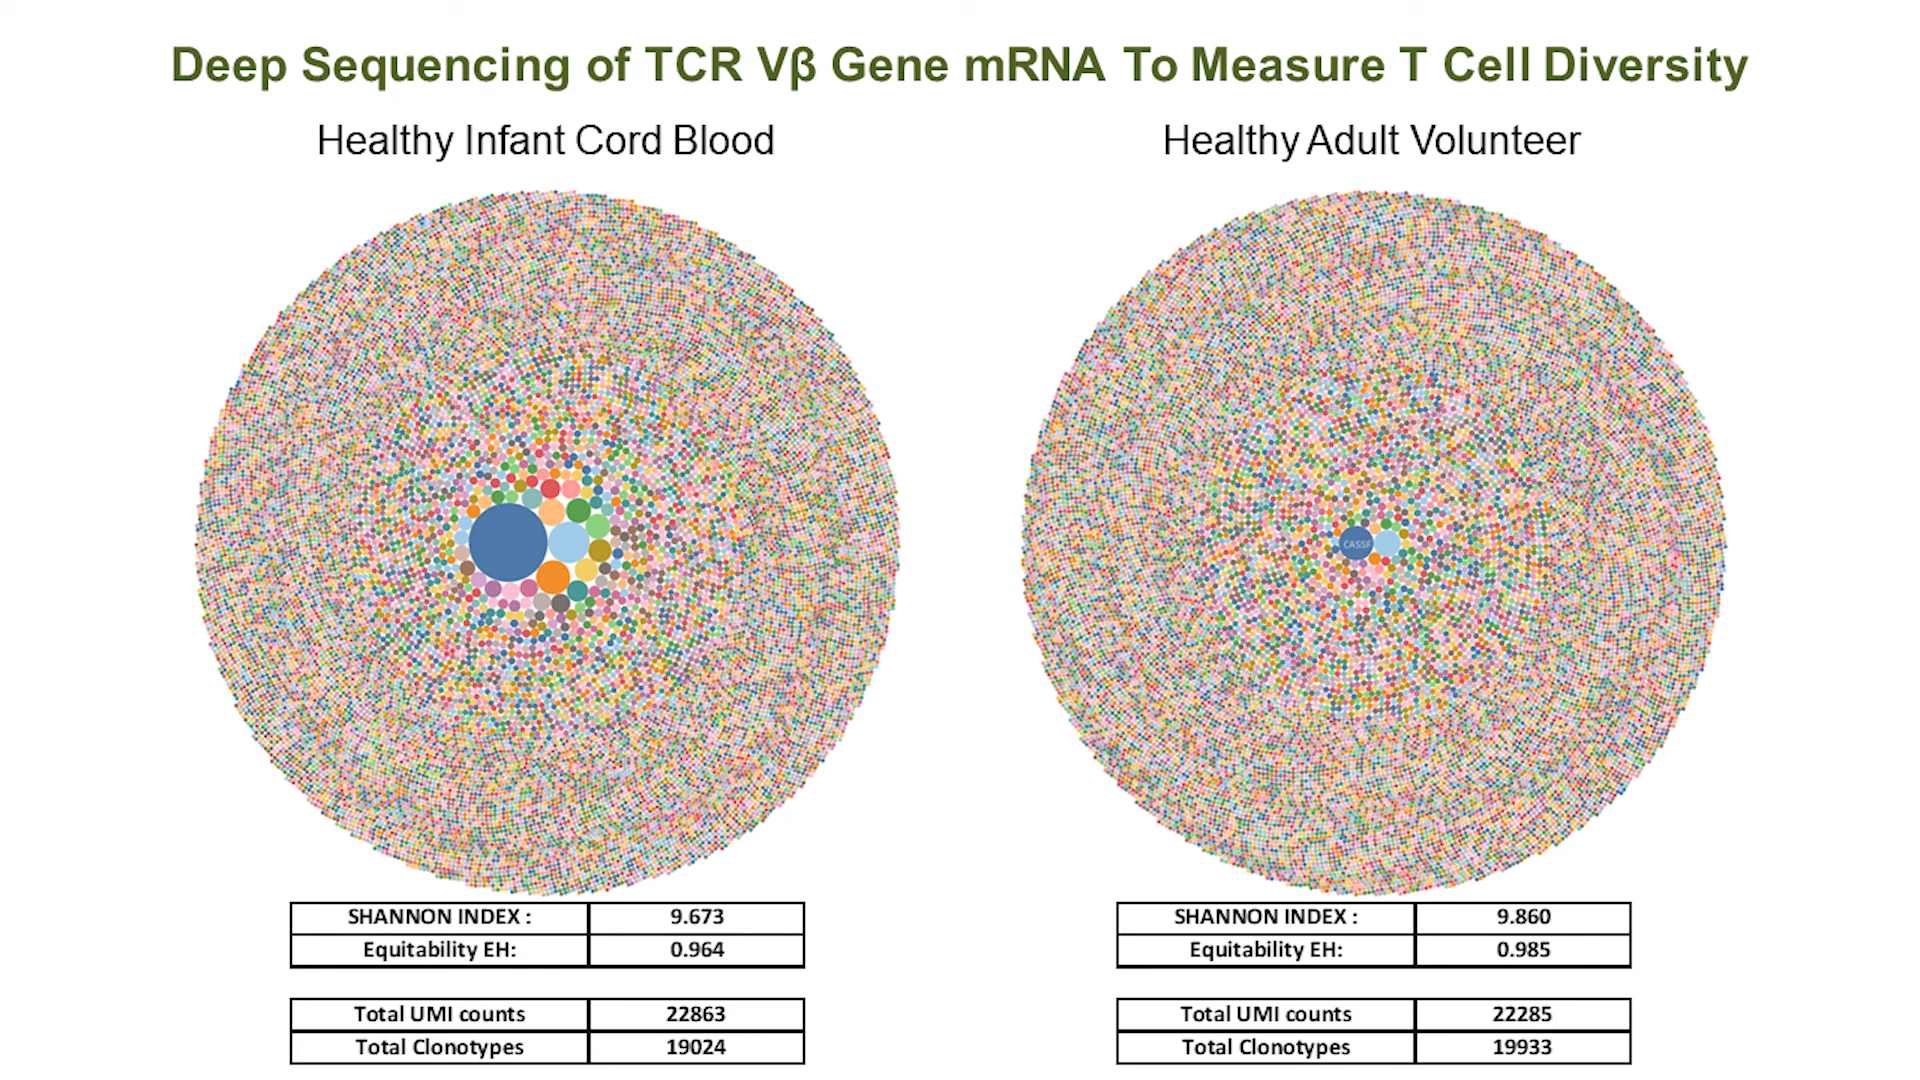 Deep Sequencing of TCR Vβ Gene mRNA To Measure T Cell Diversity
Healthy Infant Cord Blood
Healthy Adult Volunteer
CASSF
SHANNON INDEX : 9.673
Equitability EH: 0.964
Total UMI counts 22863
Total Clonotypes 19024
SHANNON INDEX : 9.860
Equitability EH: 0.985
Total UMI counts 22285
Total Clonotypes 19933